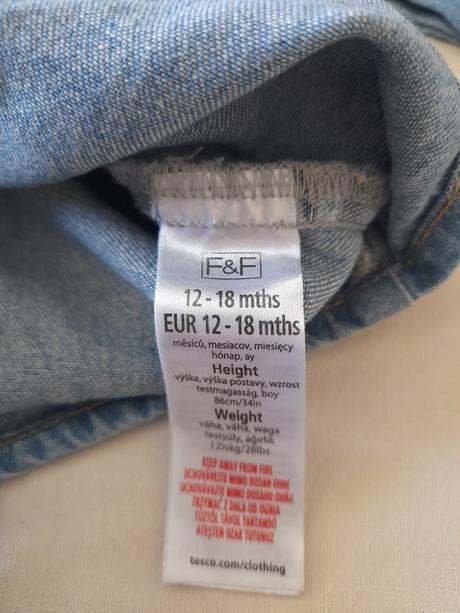 F&F
12 - 18 mths
EUR 12 - 18 mths
měsíců, mesiacov, miesięcy
hónap, ay
Height
výška, výška postavy, wzrost
testmagasság, boy
86cm/34in
Weight
váha, váha, waga
testsúly, ağırlık
12½kg/28lbs
KEEP AWAY FROM FIRE
UCHOVÁVEJTE MIMO DOSAH OHNĚ
UCHOVÁVAJTE MIMO DOSAHU OHŇA
TRZYMAĆ Z DALA OD OGNIA
TŰZTŐL TÁVOL TARTANDÓ
ATEŞTEN UZAK TUTUNUZ
tesco.com/clothing